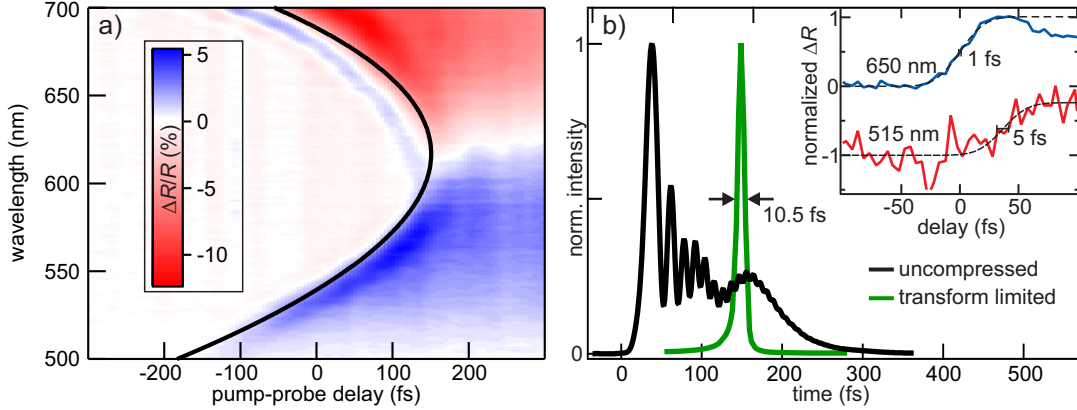 a)
700
650
600
550
500
wavelength (nm)
5
0
-5
-10
ΔR/R (%)
-200
-100
0
100
200
pump-probe delay (fs)
b)
1
0
norm. intensity
10.5 fs
uncompressed
transform limited
0
100
200
300
400
500
time (fs)
normalized ΔR
1
0
-1
650 nm
1 fs
515 nm
5 fs
-50
0
50
delay (fs)